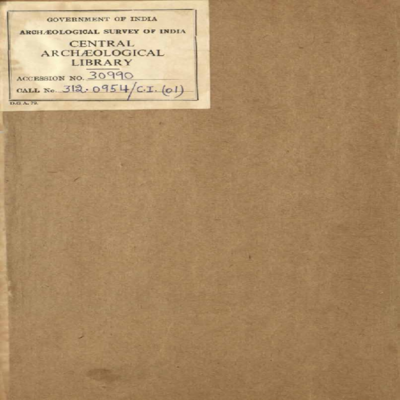 GOVERNMENT OF INDIA
ARCHÆOLOGICAL SURVEY OF INDIA
CENTRAL
ARCHÆOLOGICAL
LIBRARY
ACCESSION NO. 30990
CALL No. 312.0954/C.I.(01)
D.G.A. 79